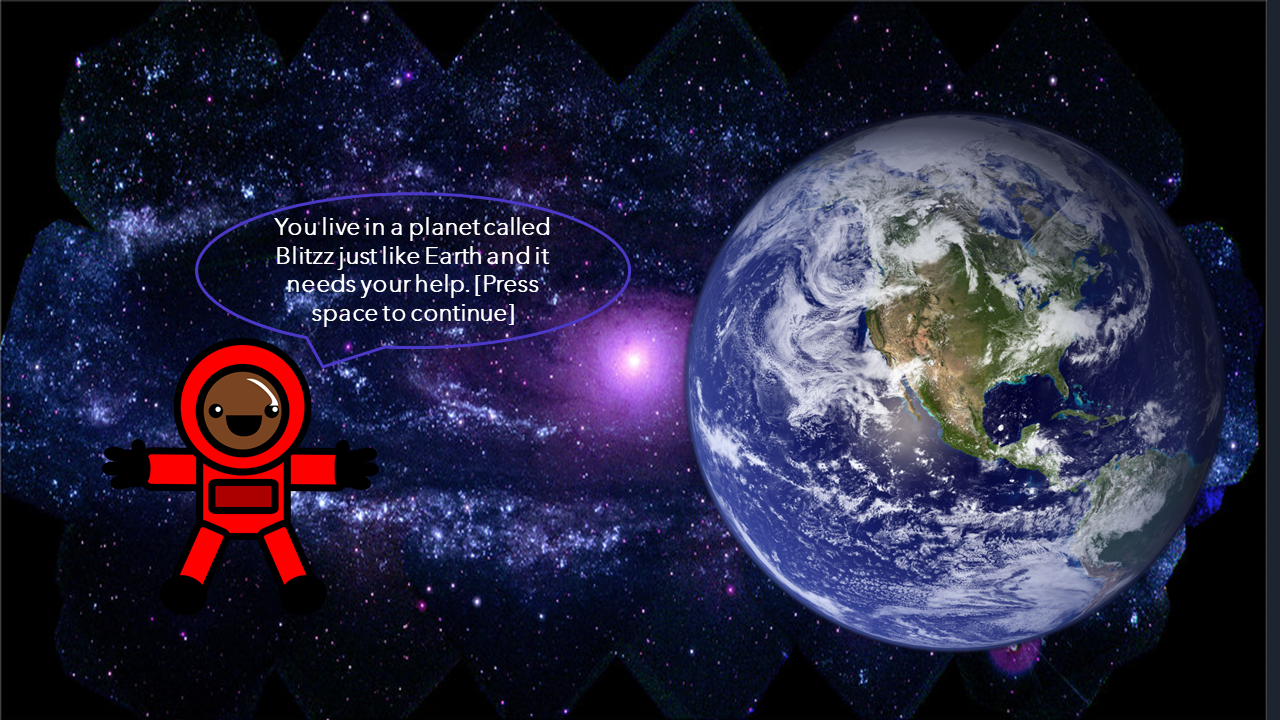 You live in a planet called
Blitzz just like Earth and it
needs your help. [Press
space to continue]